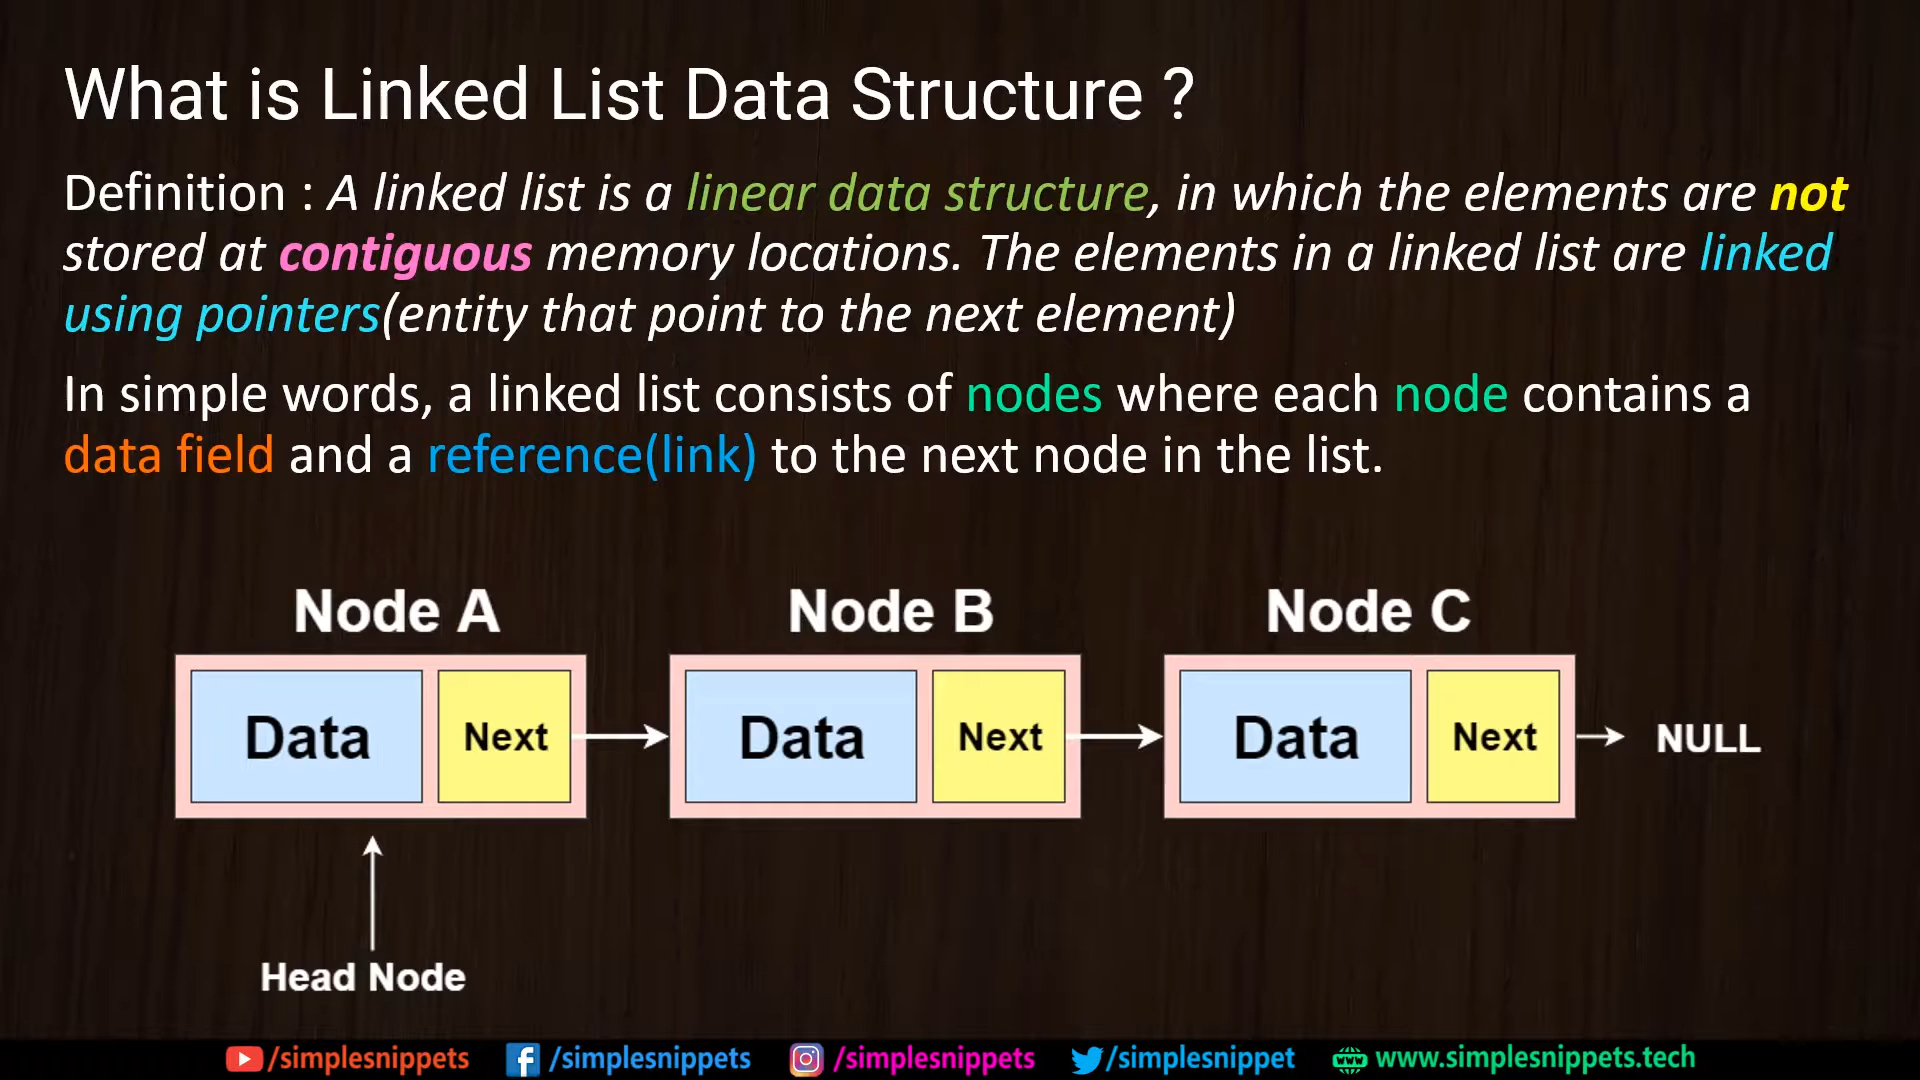 What is Linked List Data Structure ?
Definition : A linked list is a linear data structure, in which the elements are not
stored at contiguous memory locations. The elements in a linked list are linked
using pointers(entity that point to the next element)
In simple words, a linked list consists of nodes where each node contains a
data field and a reference(link) to the next node in the list.
Node A
Node B
Node C
Data
Next
Data
Next
Data
Next
NULL
Head Node
/simplesnippets
/simplesnippets
/simplesnippets
/simplesnippet
www.simplesnippets.tech